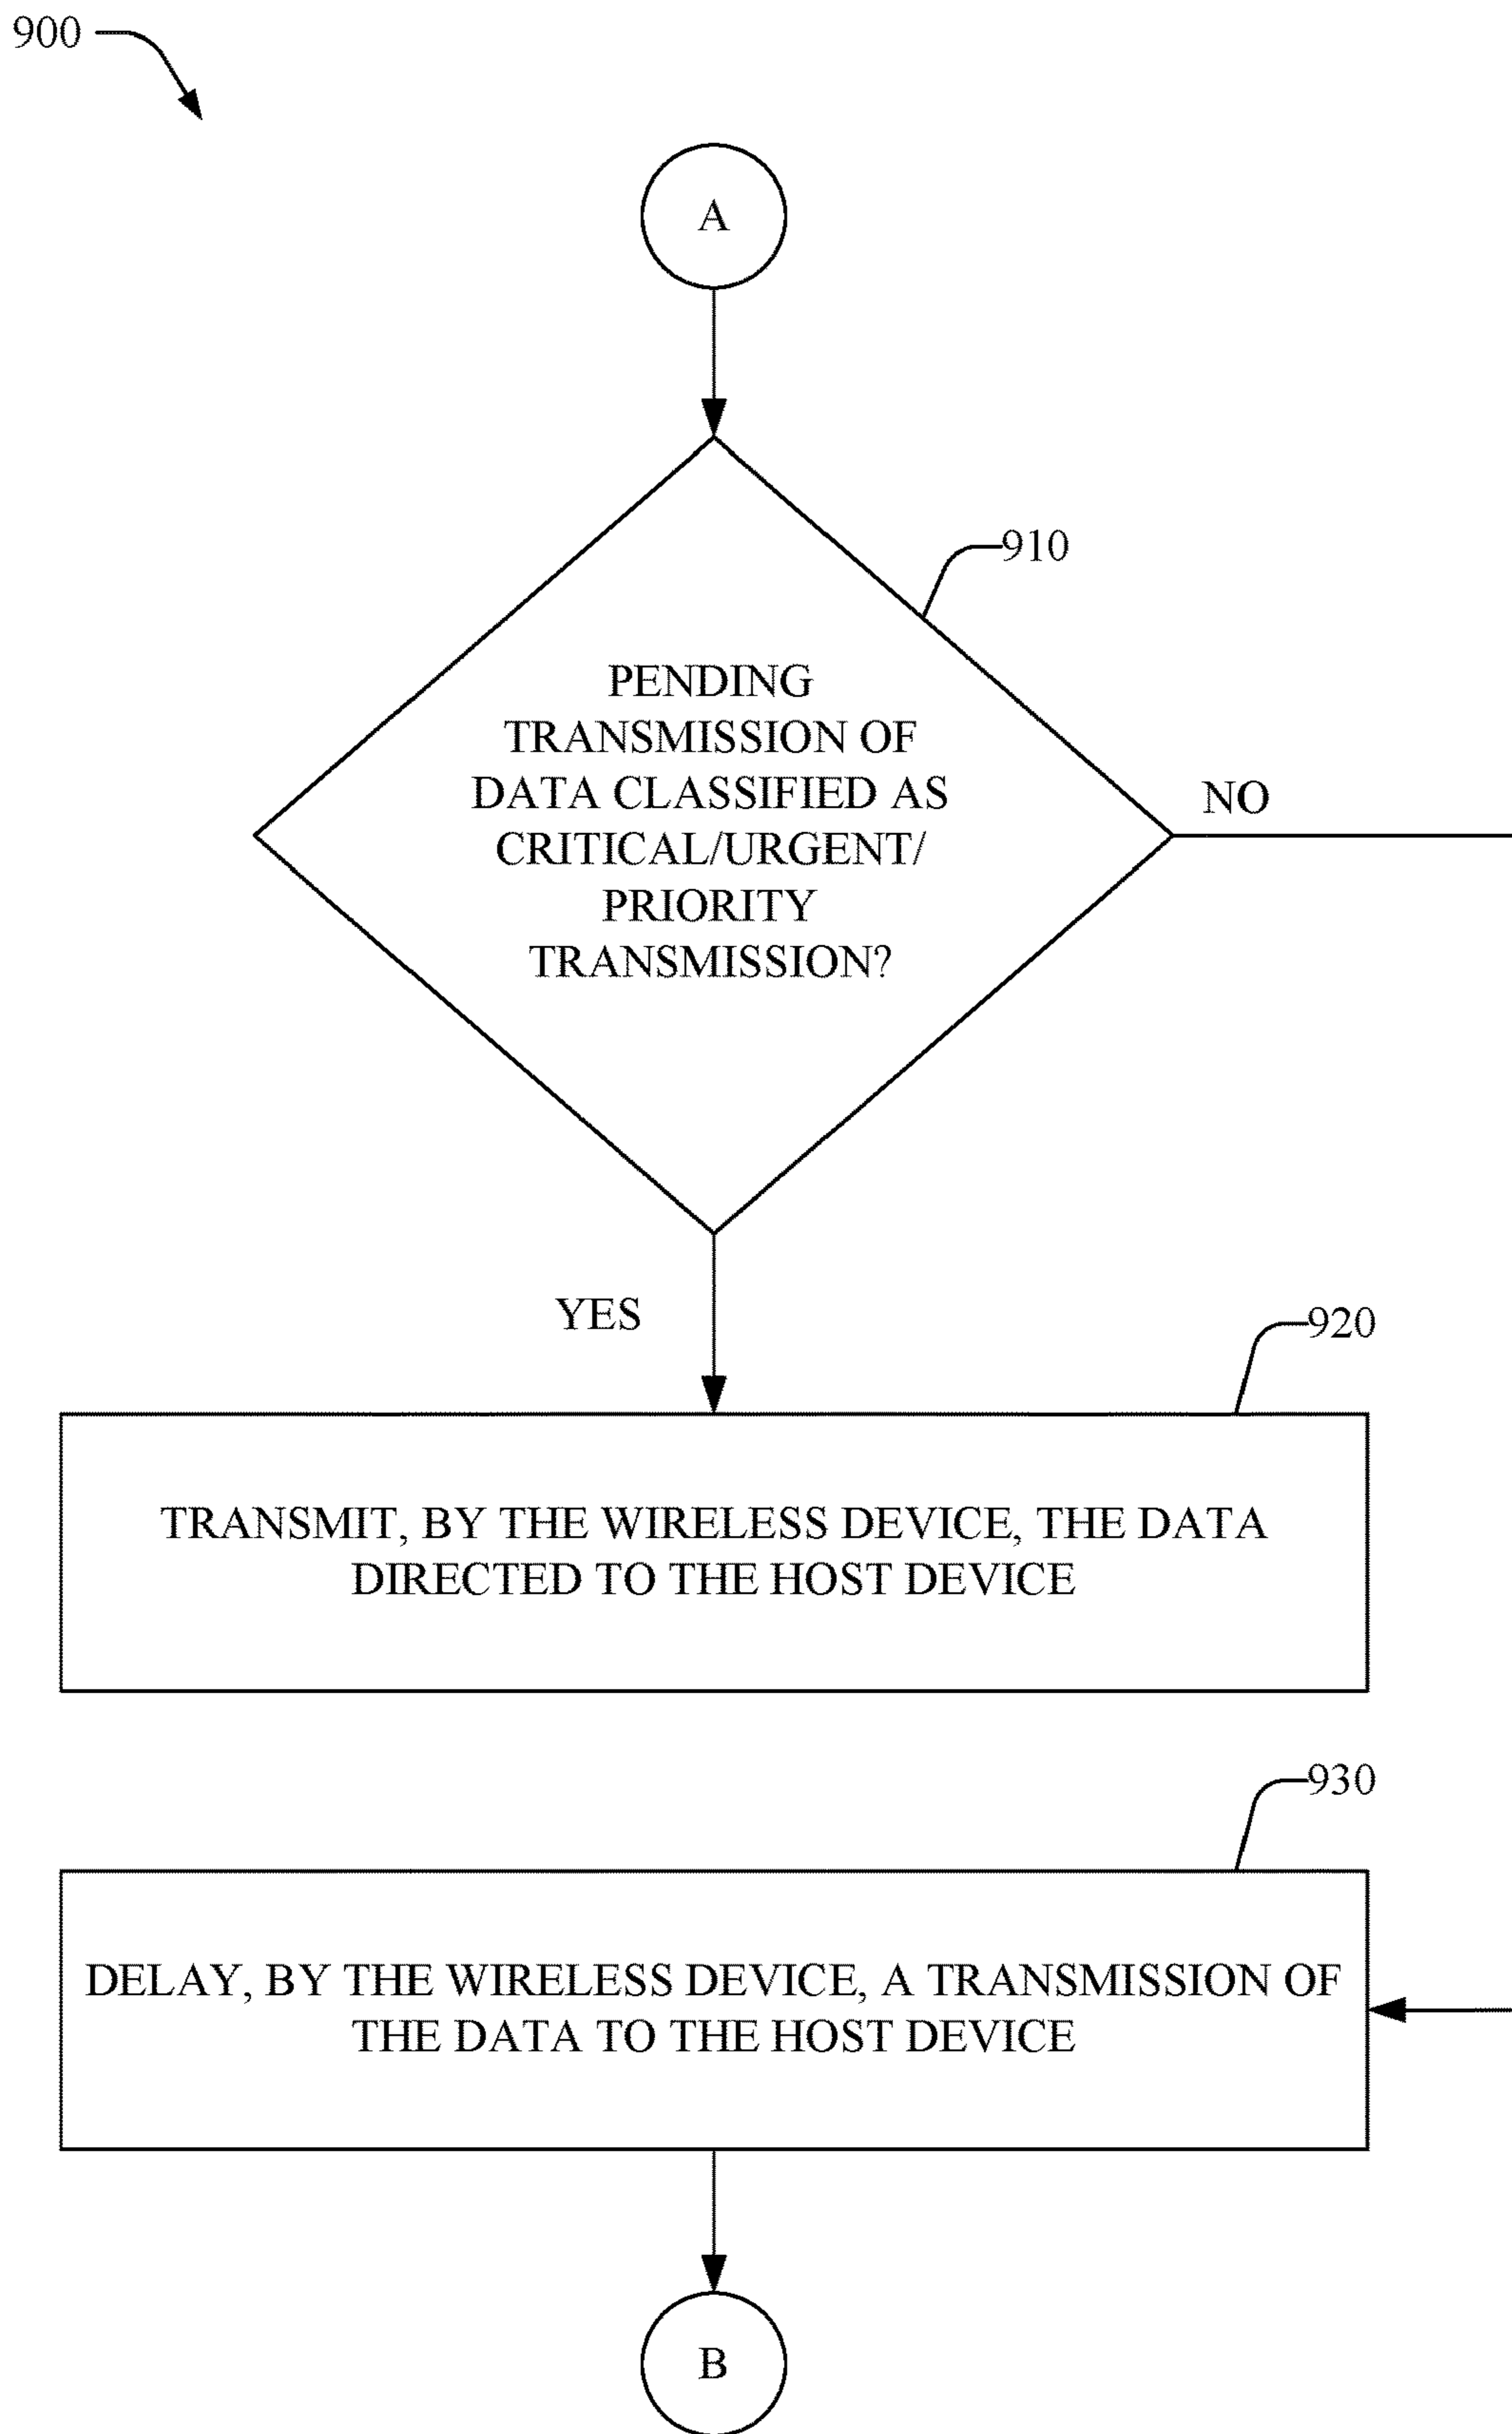 900
A
910
PENDING
TRANSMISSION OF
DATA CLASSIFIED AS
CRITICAL/URGENT/
PRIORITY
TRANSMISSION?
NO
YES
920
TRANSMIT, BY THE WIRELESS DEVICE, THE DATA
DIRECTED TO THE HOST DEVICE
930
DELAY, BY THE WIRELESS DEVICE, A TRANSMISSION OF
THE DATA TO THE HOST DEVICE
B